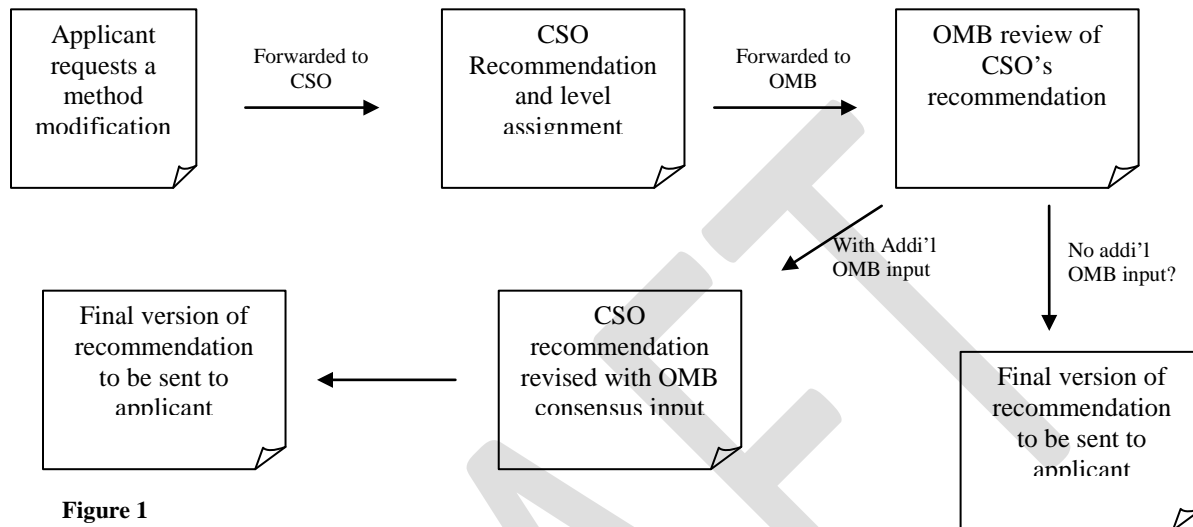 Applicant
requests a
method
modification
Forwarded to
CSO
CSO
Recommendation
and level
assignment
Forwarded to
OMB
OMB review of
CSO’s
recommendation
With Addi’l
OMB input
No addi’l
OMB input?
Final version of
recommendation
to be sent to
applicant
CSO
recommendation
revised with OMB
consensus input
Final version of
recommendation
to be sent to
applicant
Figure 1